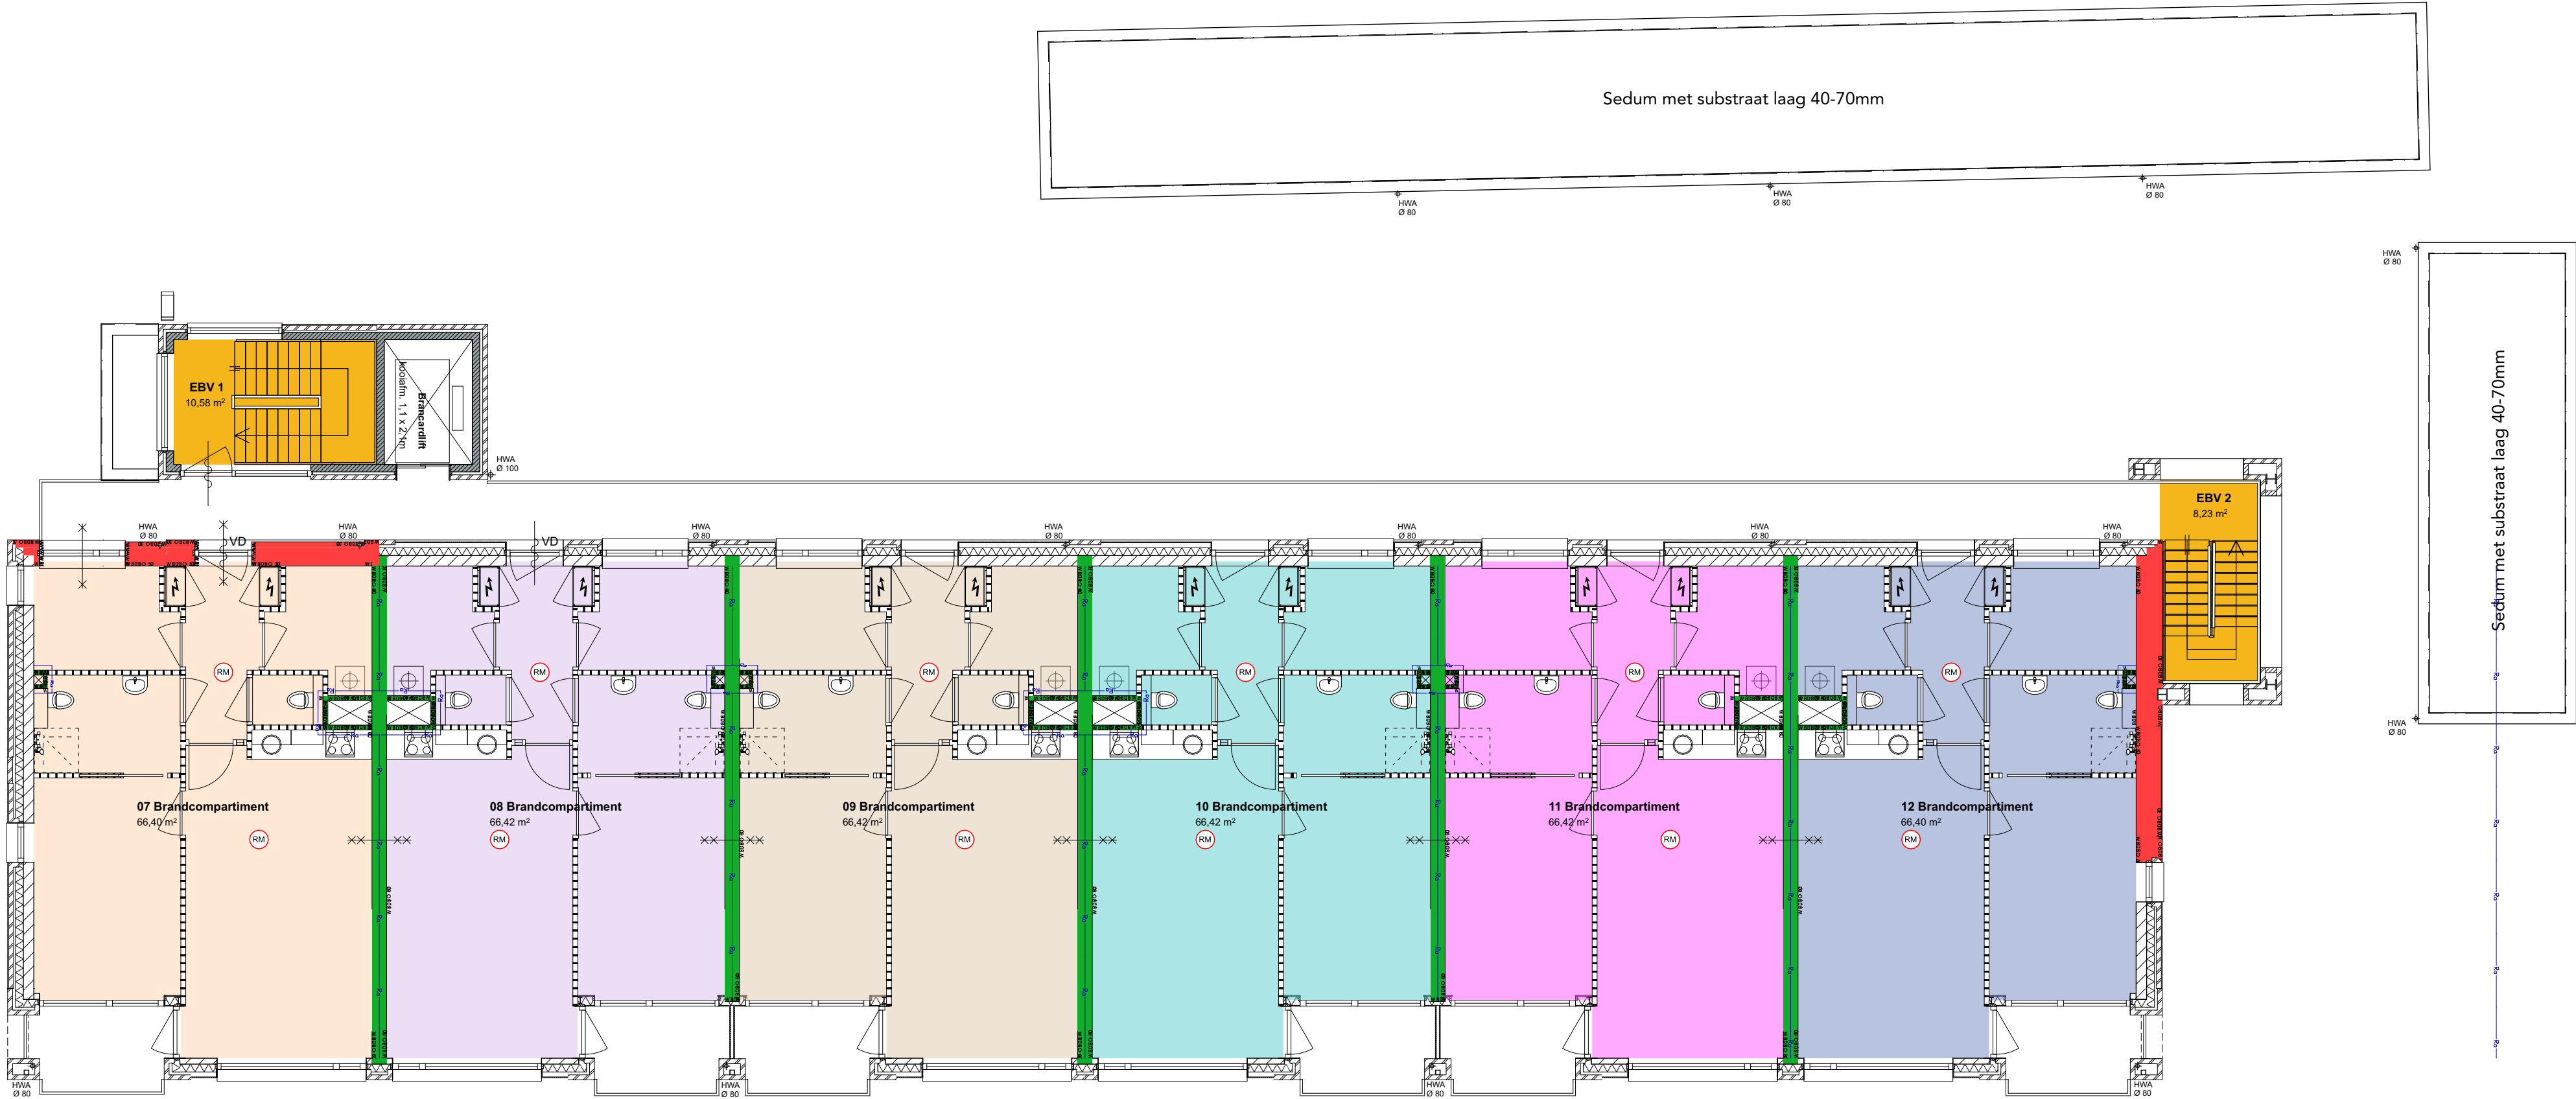 Sedum met substraat laag 40-70mm
HWA
Ø 80
HWA
Ø 80
HWA
Ø 80
HWA
Ø 80
Sedum met substraat laag 40-70mm
HWA
Ø 80
EBV 1
10,58 m²
Brancardlift
kooiafm. 1,1 x 2,1m
HWA
Ø 100
EBV 2
8,23 m²
HWA
Ø 80
VD
HWA
Ø 80
VD
HWA
Ø 80
HWA
Ø 80
HWA
Ø 80
HWA
Ø 80
HWA
Ø 80
RM
RM
RM
RM
RM
RM
07 Brandcompartiment
66,40 m²
08 Brandcompartiment
66,42 m²
09 Brandcompartiment
66,42 m²
10 Brandcompartiment
66,42 m²
11 Brandcompartiment
66,42 m²
12 Brandcompartiment
66,40 m²
RM
RM
RM
RM
RM
RM
HWA
Ø 80
HWA
Ø 80
HWA
Ø 80
HWA
Ø 80